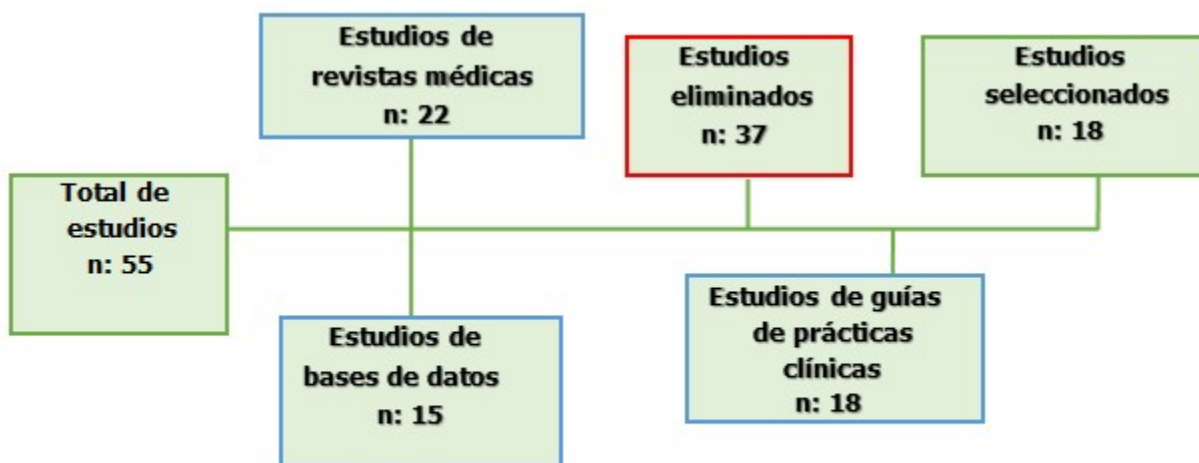 Estudios de
revistas médicas
n: 22
Estudios
eliminados
n: 37
Estudios
seleccionados
n: 18
Total de
estudios
n: 55
Estudios de
bases de datos
n: 15
Estudios de guías
de prácticas
clínicas
n: 18